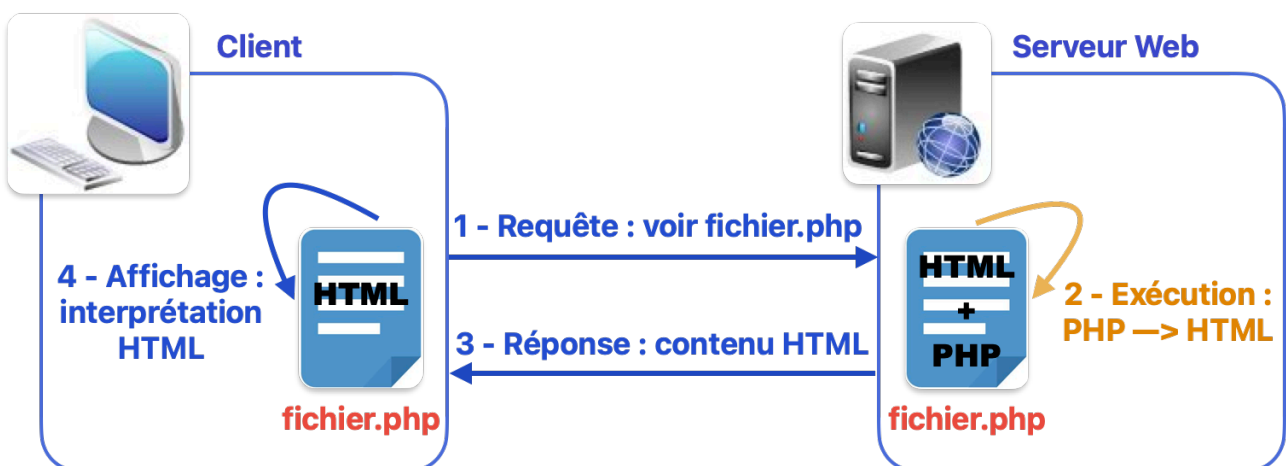 Client
Serveur Web
1 - Requête : voir fichier.php
4 - Affichage :
interprétation
HTML
HTML
HTML
+
PHP
2 - Exécution :
PHP —> HTML
3 - Réponse : contenu HTML
fichier.php
fichier.php